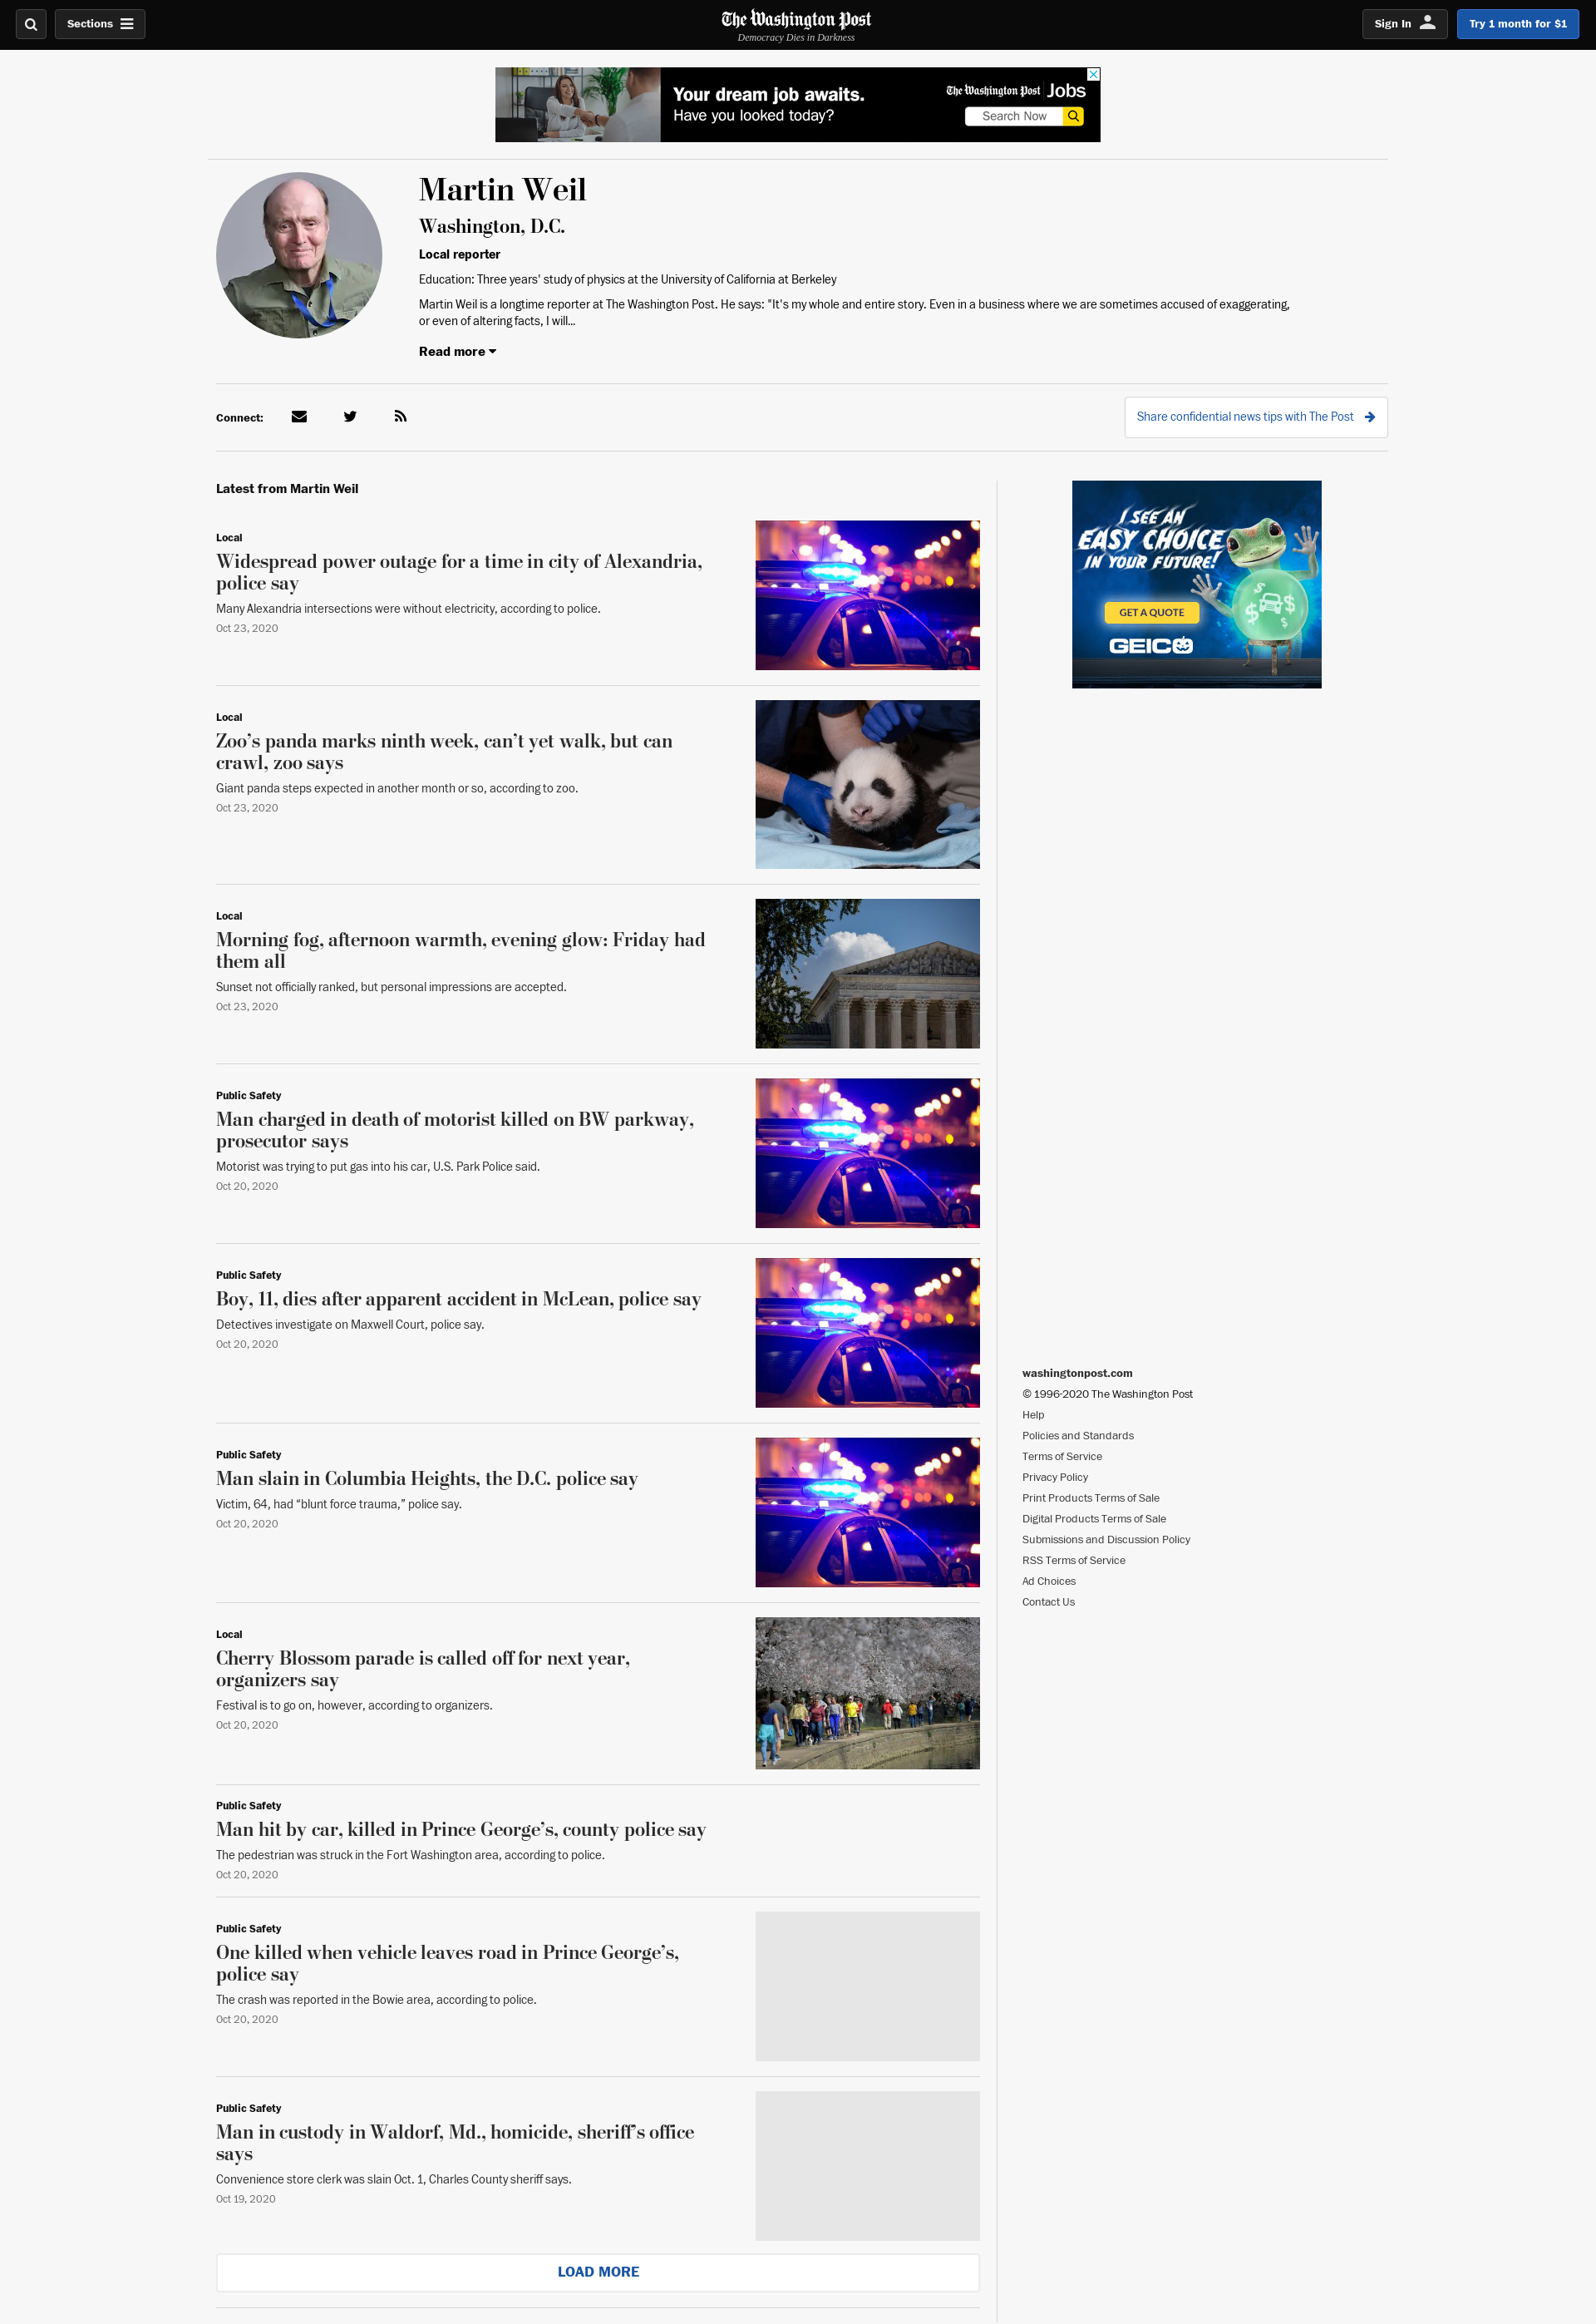 Sections
The Washington Post
Democracy Dies in Darkness
Sign In
Try 1 month for $1
Your dream job awaits.
Have you looked today?
The Washington Post Jobs
Search Now
Martin Weil
Washington, D.C.
Local reporter
Education: Three years' study of physics at the University of California at Berkeley
Martin Weil is a longtime reporter at The Washington Post. He says: "It's my whole and entire story. Even in a business where we are sometimes accused of exaggerating,
or even of altering facts, I will...
Read more
Connect:
Share confidential news tips with The Post
Latest from Martin Weil
Local
Widespread power outage for a time in city of Alexandria,
police say
Many Alexandria intersections were without electricity, according to police.
Oct 23, 2020
Local
Zoo’s panda marks ninth week, can’t yet walk, but can
crawl, zoo says
Giant panda steps expected in another month or so, according to zoo.
Oct 23, 2020
Local
Morning fog, afternoon warmth, evening glow: Friday had
them all
Sunset not officially ranked, but personal impressions are accepted.
Oct 23, 2020
Public Safety
Man charged in death of motorist killed on BW parkway,
prosecutor says
Motorist was trying to put gas into his car, U.S. Park Police said.
Oct 20, 2020
Public Safety
Boy, 11, dies after apparent accident in McLean, police say
Detectives investigate on Maxwell Court, police say.
Oct 20, 2020
Public Safety
Man slain in Columbia Heights, the D.C. police say
Victim, 64, had “blunt force trauma,” police say.
Oct 20, 2020
Local
Cherry Blossom parade is called off for next year,
organizers say
Festival is to go on, however, according to organizers.
Oct 20, 2020
Public Safety
Man hit by car, killed in Prince George’s, county police say
The pedestrian was struck in the Fort Washington area, according to police.
Oct 20, 2020
Public Safety
One killed when vehicle leaves road in Prince George’s,
police say
The crash was reported in the Bowie area, according to police.
Oct 20, 2020
Public Safety
Man in custody in Waldorf, Md., homicide, sheriff’s office
says
Convenience store clerk was slain Oct. 1, Charles County sheriff says.
Oct 19, 2020
LOAD MORE
I SEE AN
EASY CHOICE
IN YOUR FUTURE!
GET A QUOTE
GEICO
$ $ $
washingtonpost.com
© 1996-2020 The Washington Post
Help
Policies and Standards
Terms of Service
Privacy Policy
Print Products Terms of Sale
Digital Products Terms of Sale
Submissions and Discussion Policy
RSS Terms of Service
Ad Choices
Contact Us